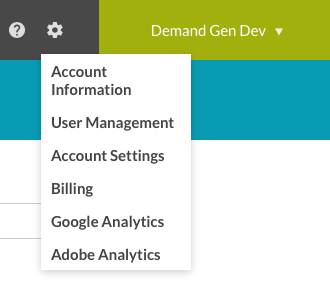 Demand Gen Dev
Account
Information
User Management
Account Settings
Billing
Google Analytics
Adobe Analytics